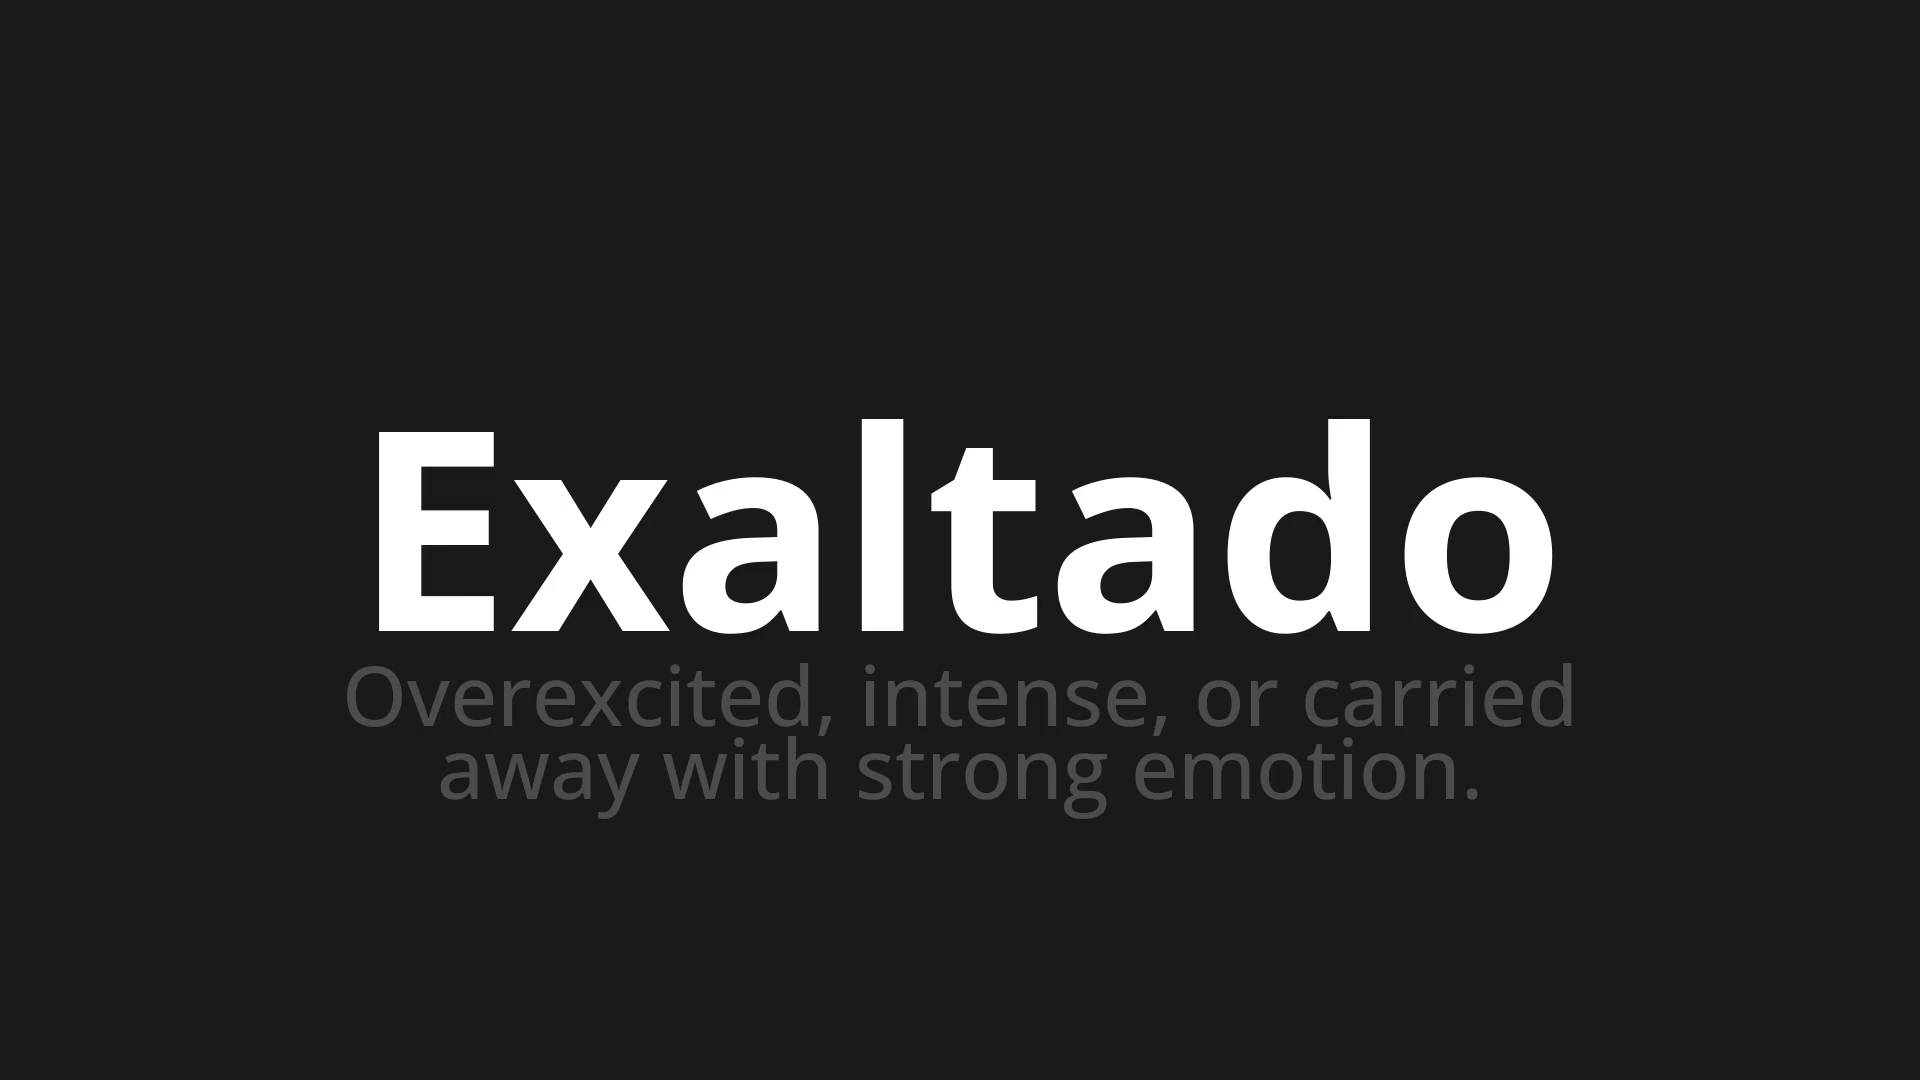 Exaltado
Overexcited, intense, or carried
away with strong emotion.